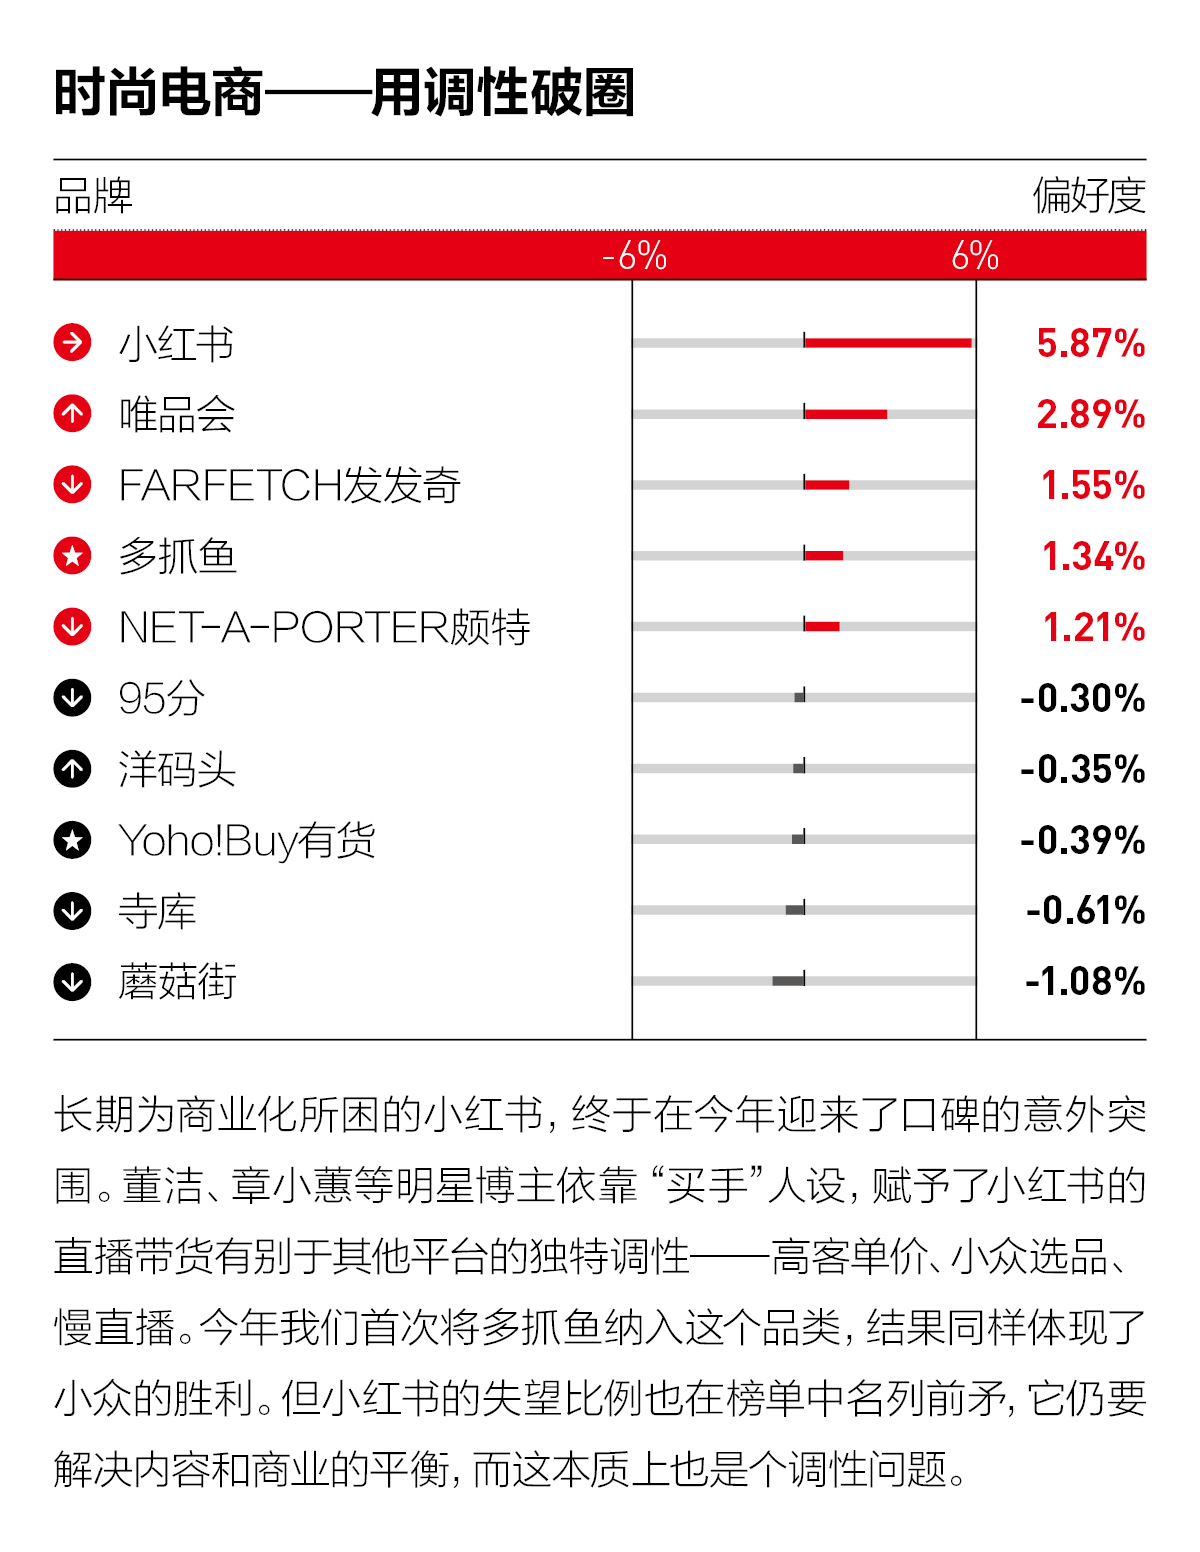 时尚电商——用调性破圈
品牌 偏好度
-6% 6%
小红书 5.87%
唯品会 2.89%
FARFETCH发发奇 1.55%
多抓鱼 1.34%
NET-A-PORTER颇特 1.21%
95分 -0.30%
洋码头 -0.35%
Yoho!Buy有货 -0.39%
寺库 -0.61%
蘑菇街 -1.08%
长期为商业化所困的小红书，终于在今年迎来了口碑的意外突
围。董洁、章小蕙等明星博主依靠“买手”人设，赋予了小红书的
直播带货有别于其他平台的独特调性——高客单价、小众选品、
慢直播。今年我们首次将多抓鱼纳入这个品类，结果同样体现了
小众的胜利。但小红书的失望比例也在榜单中名列前矛，它仍要
解决内容和商业的平衡，而这本质上也是个调性问题。